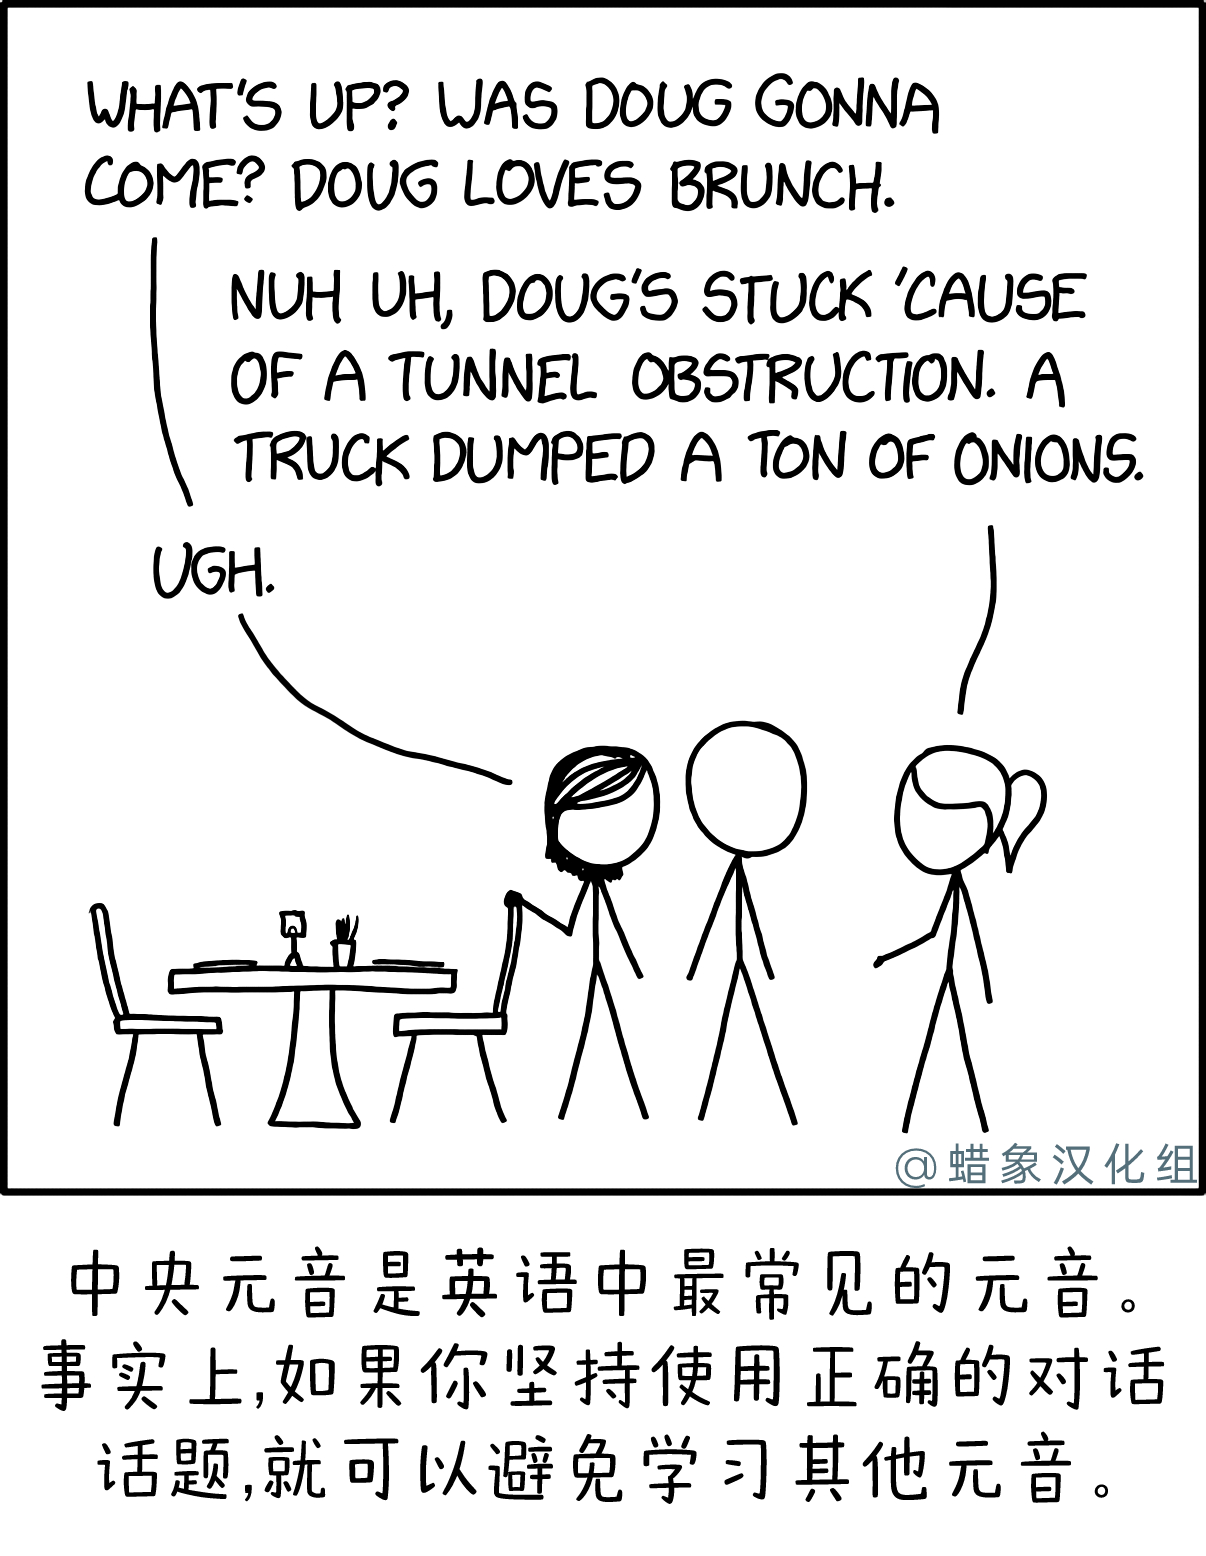 WHAT'S UP? WAS DOUG GONNA
COME? DOUG LOVES BRUNCH.
NUH UH, DOUG'S STUCK 'CAUSE
OF A TUNNEL OBSTRUCTION. A
TRUCK DUMPED A TON OF ONIONS.
UGH.
@蜡象汉化组
中央元音是英语中最常见的元音。
事实上,如果你坚持使用正确的对话
话题,就可以避免学习其他元音。